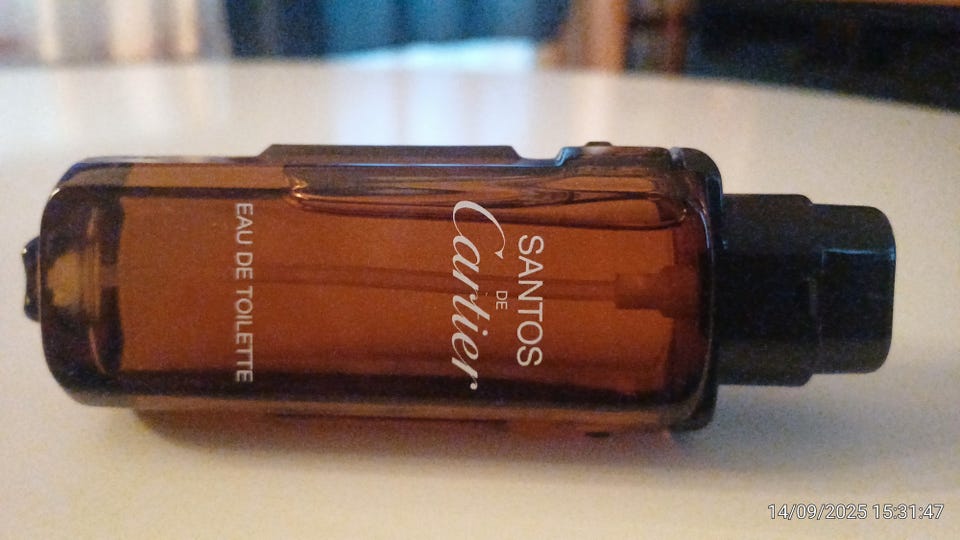 SANTOS
DE
Cartier
EAU DE TOILETTE
14/09/2025 15:31:47